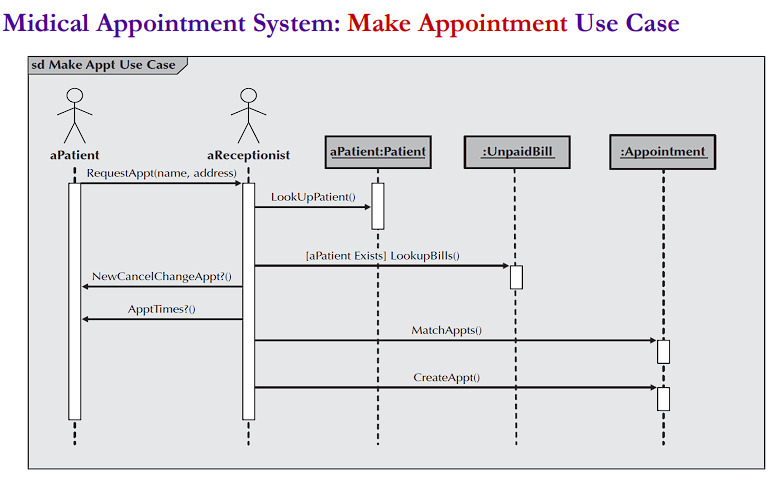 Midical Appointment System: Make Appointment Use Case
sd Make Appt Use Case
aPatient
aReceptionist
aPatient:Patient
:UnpaidBill
:Appointment
RequestAppt(name, address)
LookUpPatient()
[aPatient Exists] LookupBills()
NewCancelChangeAppt?()
ApptTimes?()
MatchAppts()
CreateAppt()